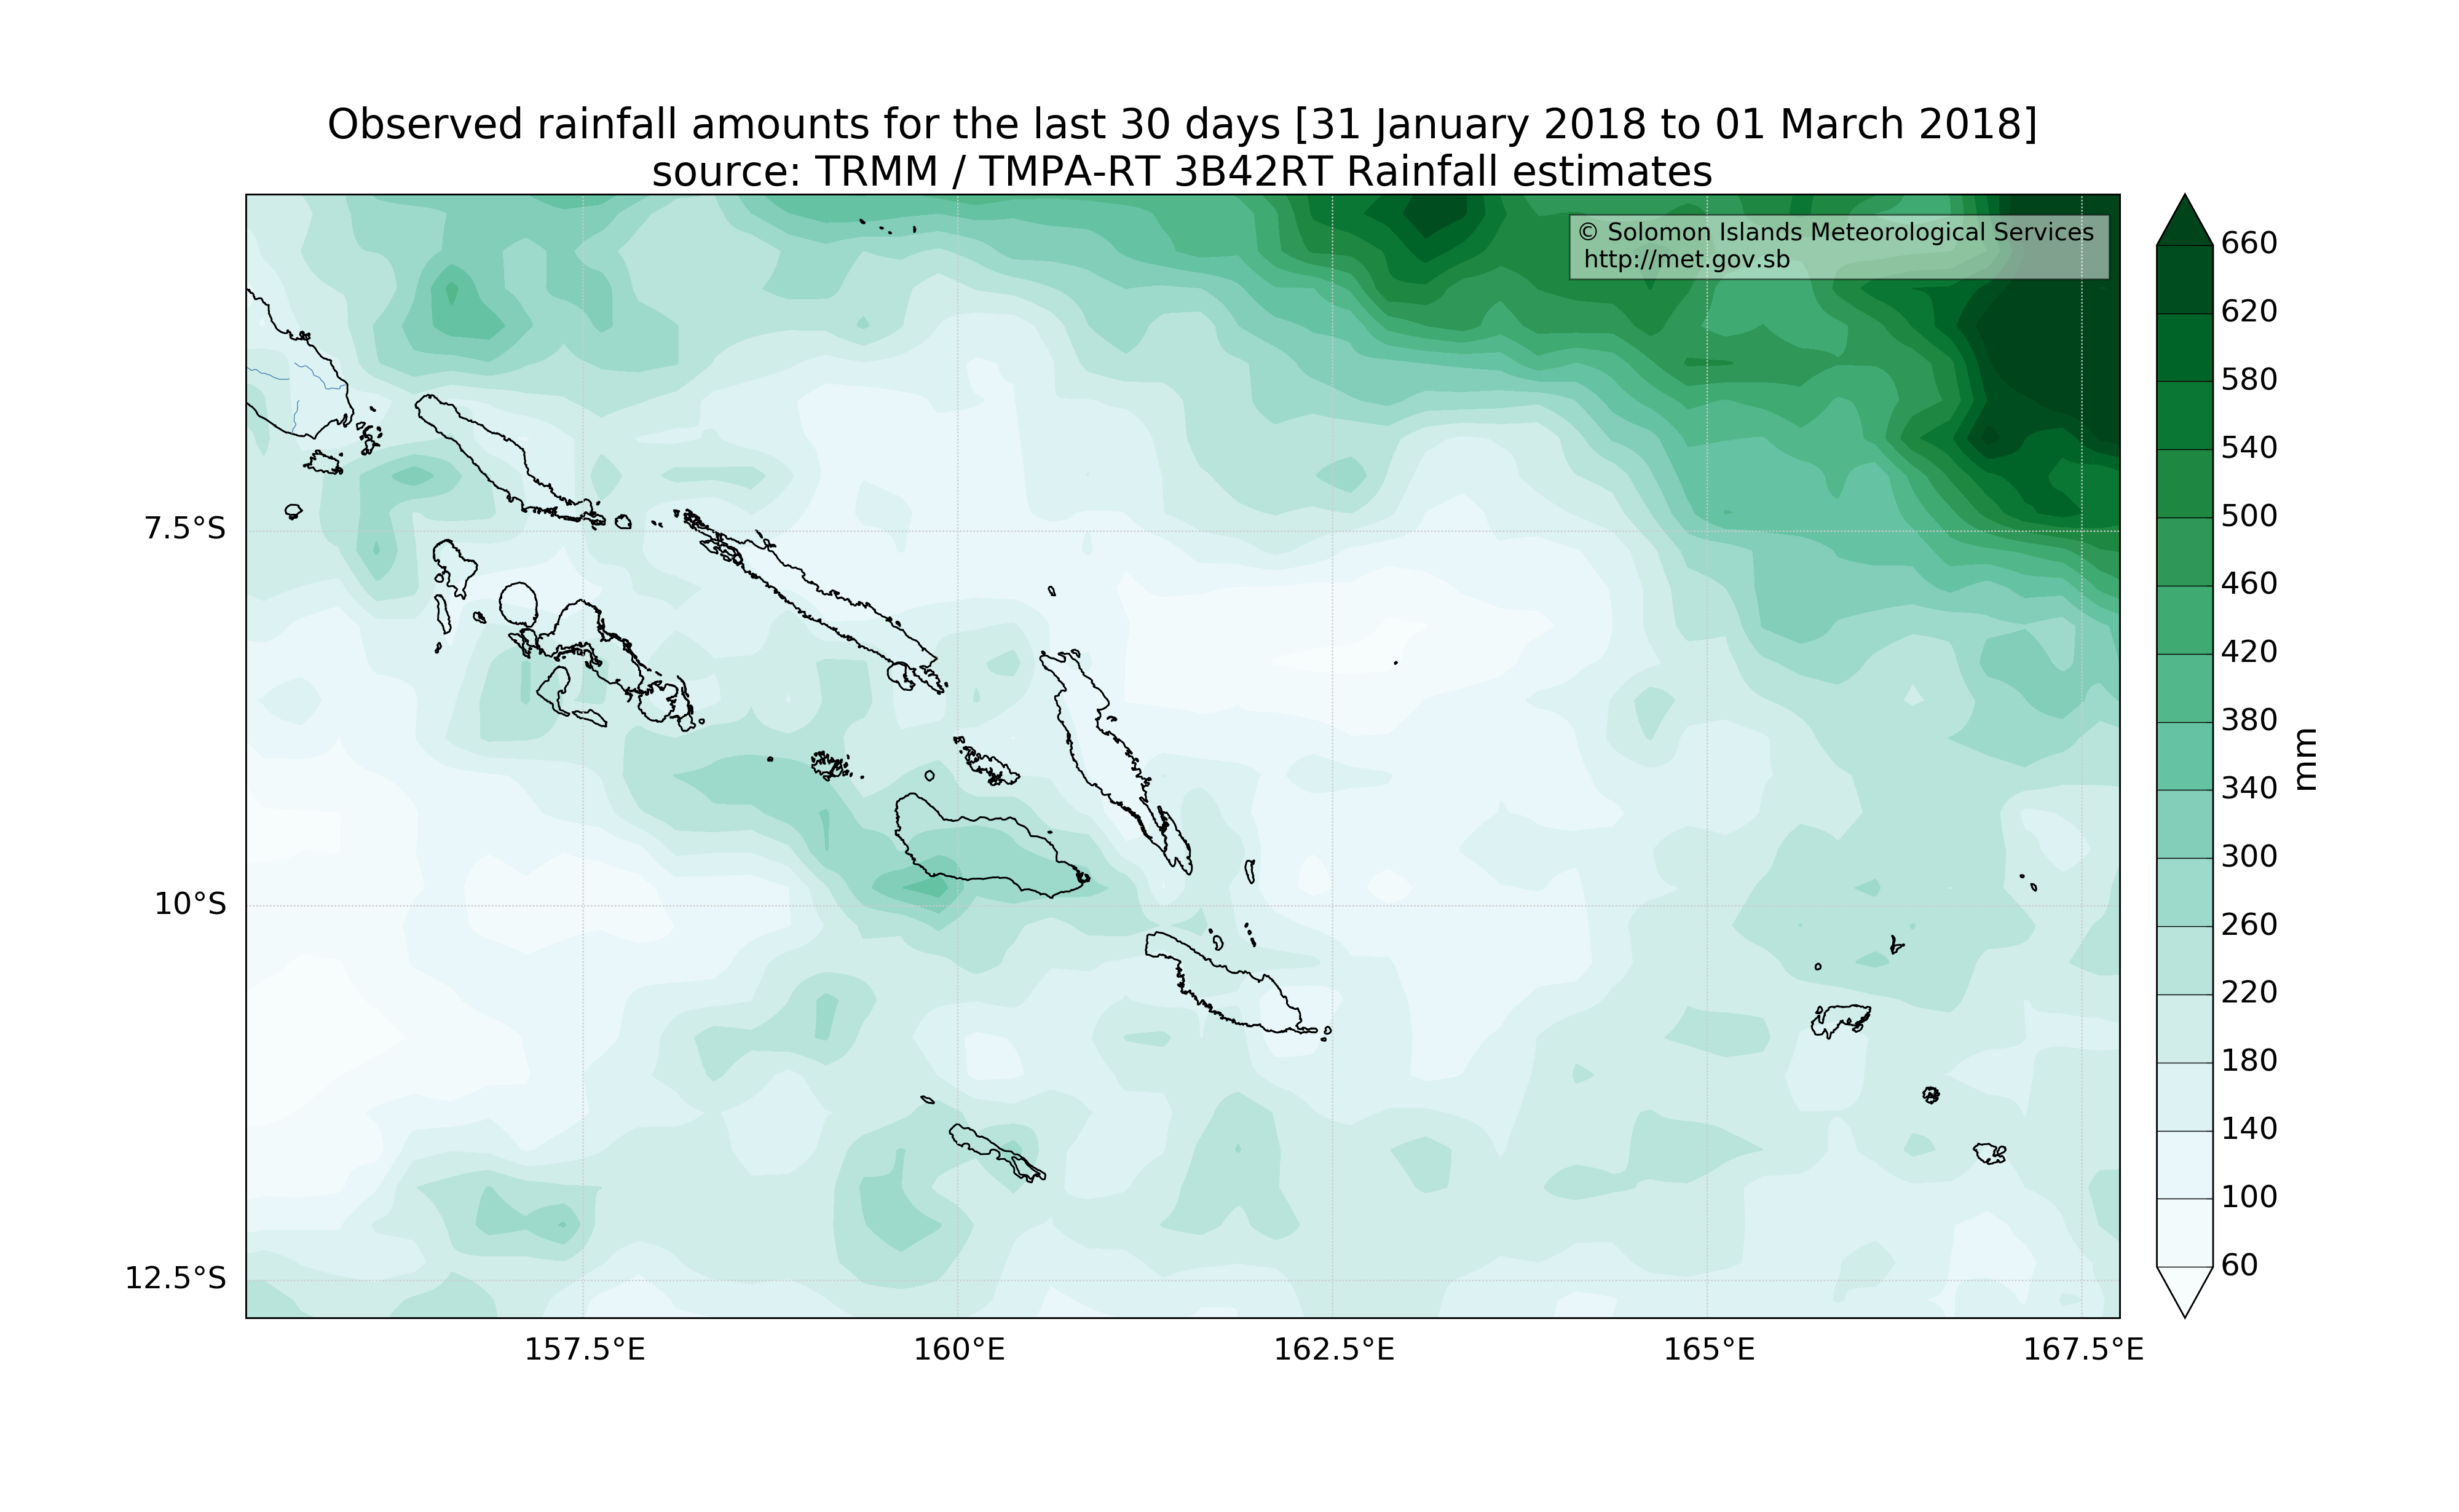 Observed rainfall amounts for the last 30 days [31 January 2018 to 01 March 2018]
source: TRMM / TMPA-RT 3B42RT Rainfall estimates
© Solomon Islands Meteorological Services
http://met.gov.sb
7.5°S
10°S
12.5°S
157.5°E
160°E
162.5°E
165°E
167.5°E
660
620
580
540
500
460
420
380
340
300
260
220
180
140
100
60
mm